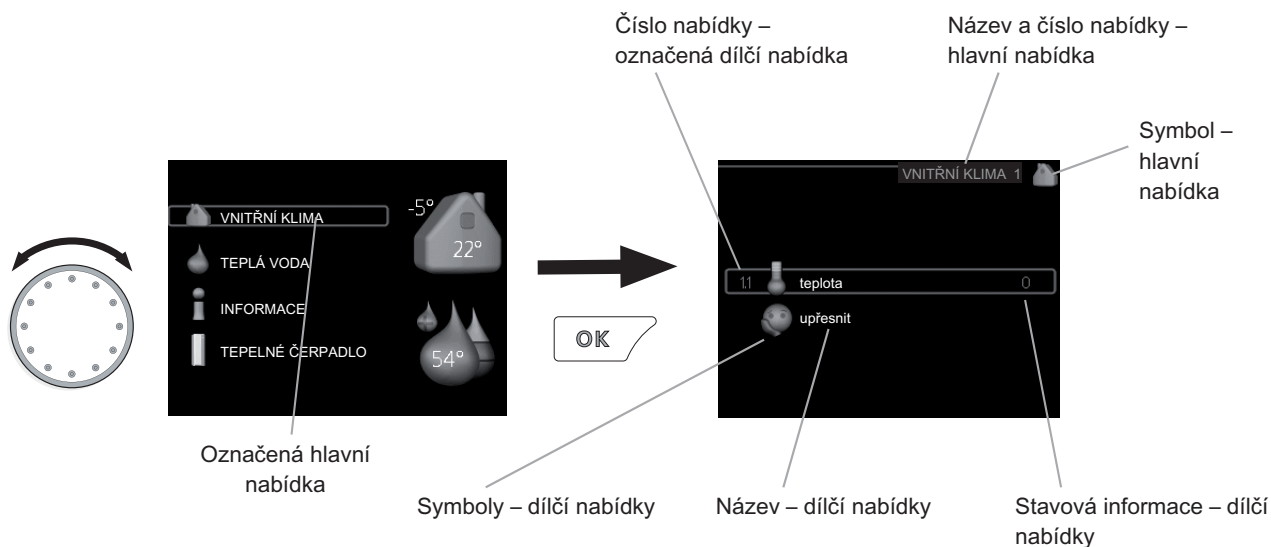 Číslo nabídky –
označená dílčí nabídka
Název a číslo nabídky –
hlavní nabídka
Symbol –
hlavní
nabídka
VNITŘNÍ KLIMA
TEPLÁ VODA
INFORMACE
TEPELNÉ ČERPADLO
-5°
22°
54°
OK
VNITŘNÍ KLIMA 1
1.1 teplota 0
upřesnit
Označená hlavní
nabídka
Symboly – dílčí nabídky
Název – dílčí nabídky
Stavová informace – dílčí
nabídky